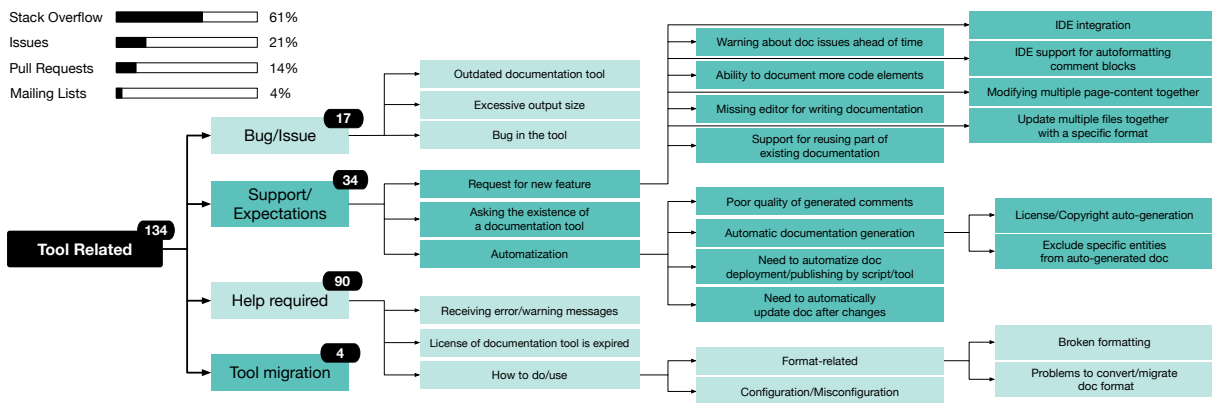 Stack Overflow 61%
Issues 21%
Pull Requests 14%
Mailing Lists 4%
Tool Related
134
Bug/Issue
17
Outdated documentation tool
Excessive output size
Bug in the tool
Support/
Expectations
34
Request for new feature
Warning about doc issues ahead of time
Ability to document more code elements
Missing editor for writing documentation
Support for reusing part of
existing documentation
IDE integration
IDE support for autoformatting
comment blocks
Modifying multiple page-content together
Update multiple files together
with a specific format
Asking the existence of
a documentation tool
Automatization
Poor quality of generated comments
Automatic documentation generation
License/Copyright auto-generation
Exclude specific entities
from auto-generated doc
Need to automatize doc
deployment/publishing by script/tool
Need to automatically
update doc after changes
Help required
90
Receiving error/warning messages
License of documentation tool is expired
How to do/use
Format-related
Broken formatting
Problems to convert/migrate
doc format
Configuration/Misconfiguration
Tool migration
4